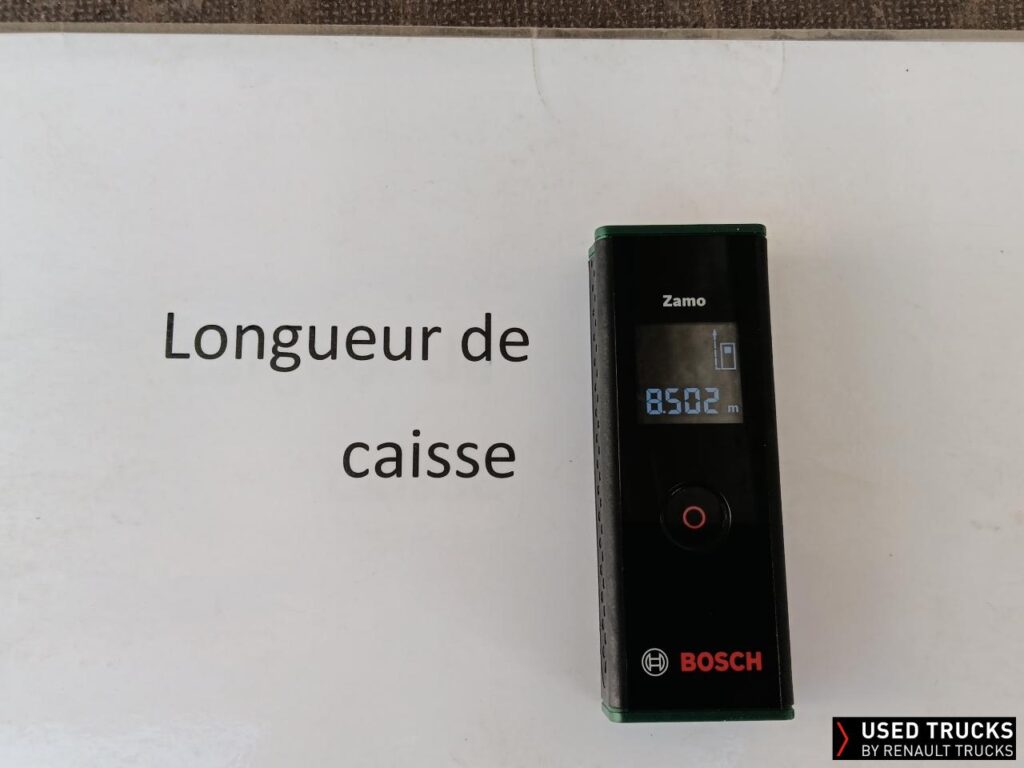 Longueur de
caisse
Zamo
8.502 m
BOSCH
USED TRUCKS
BY RENAULT TRUCKS